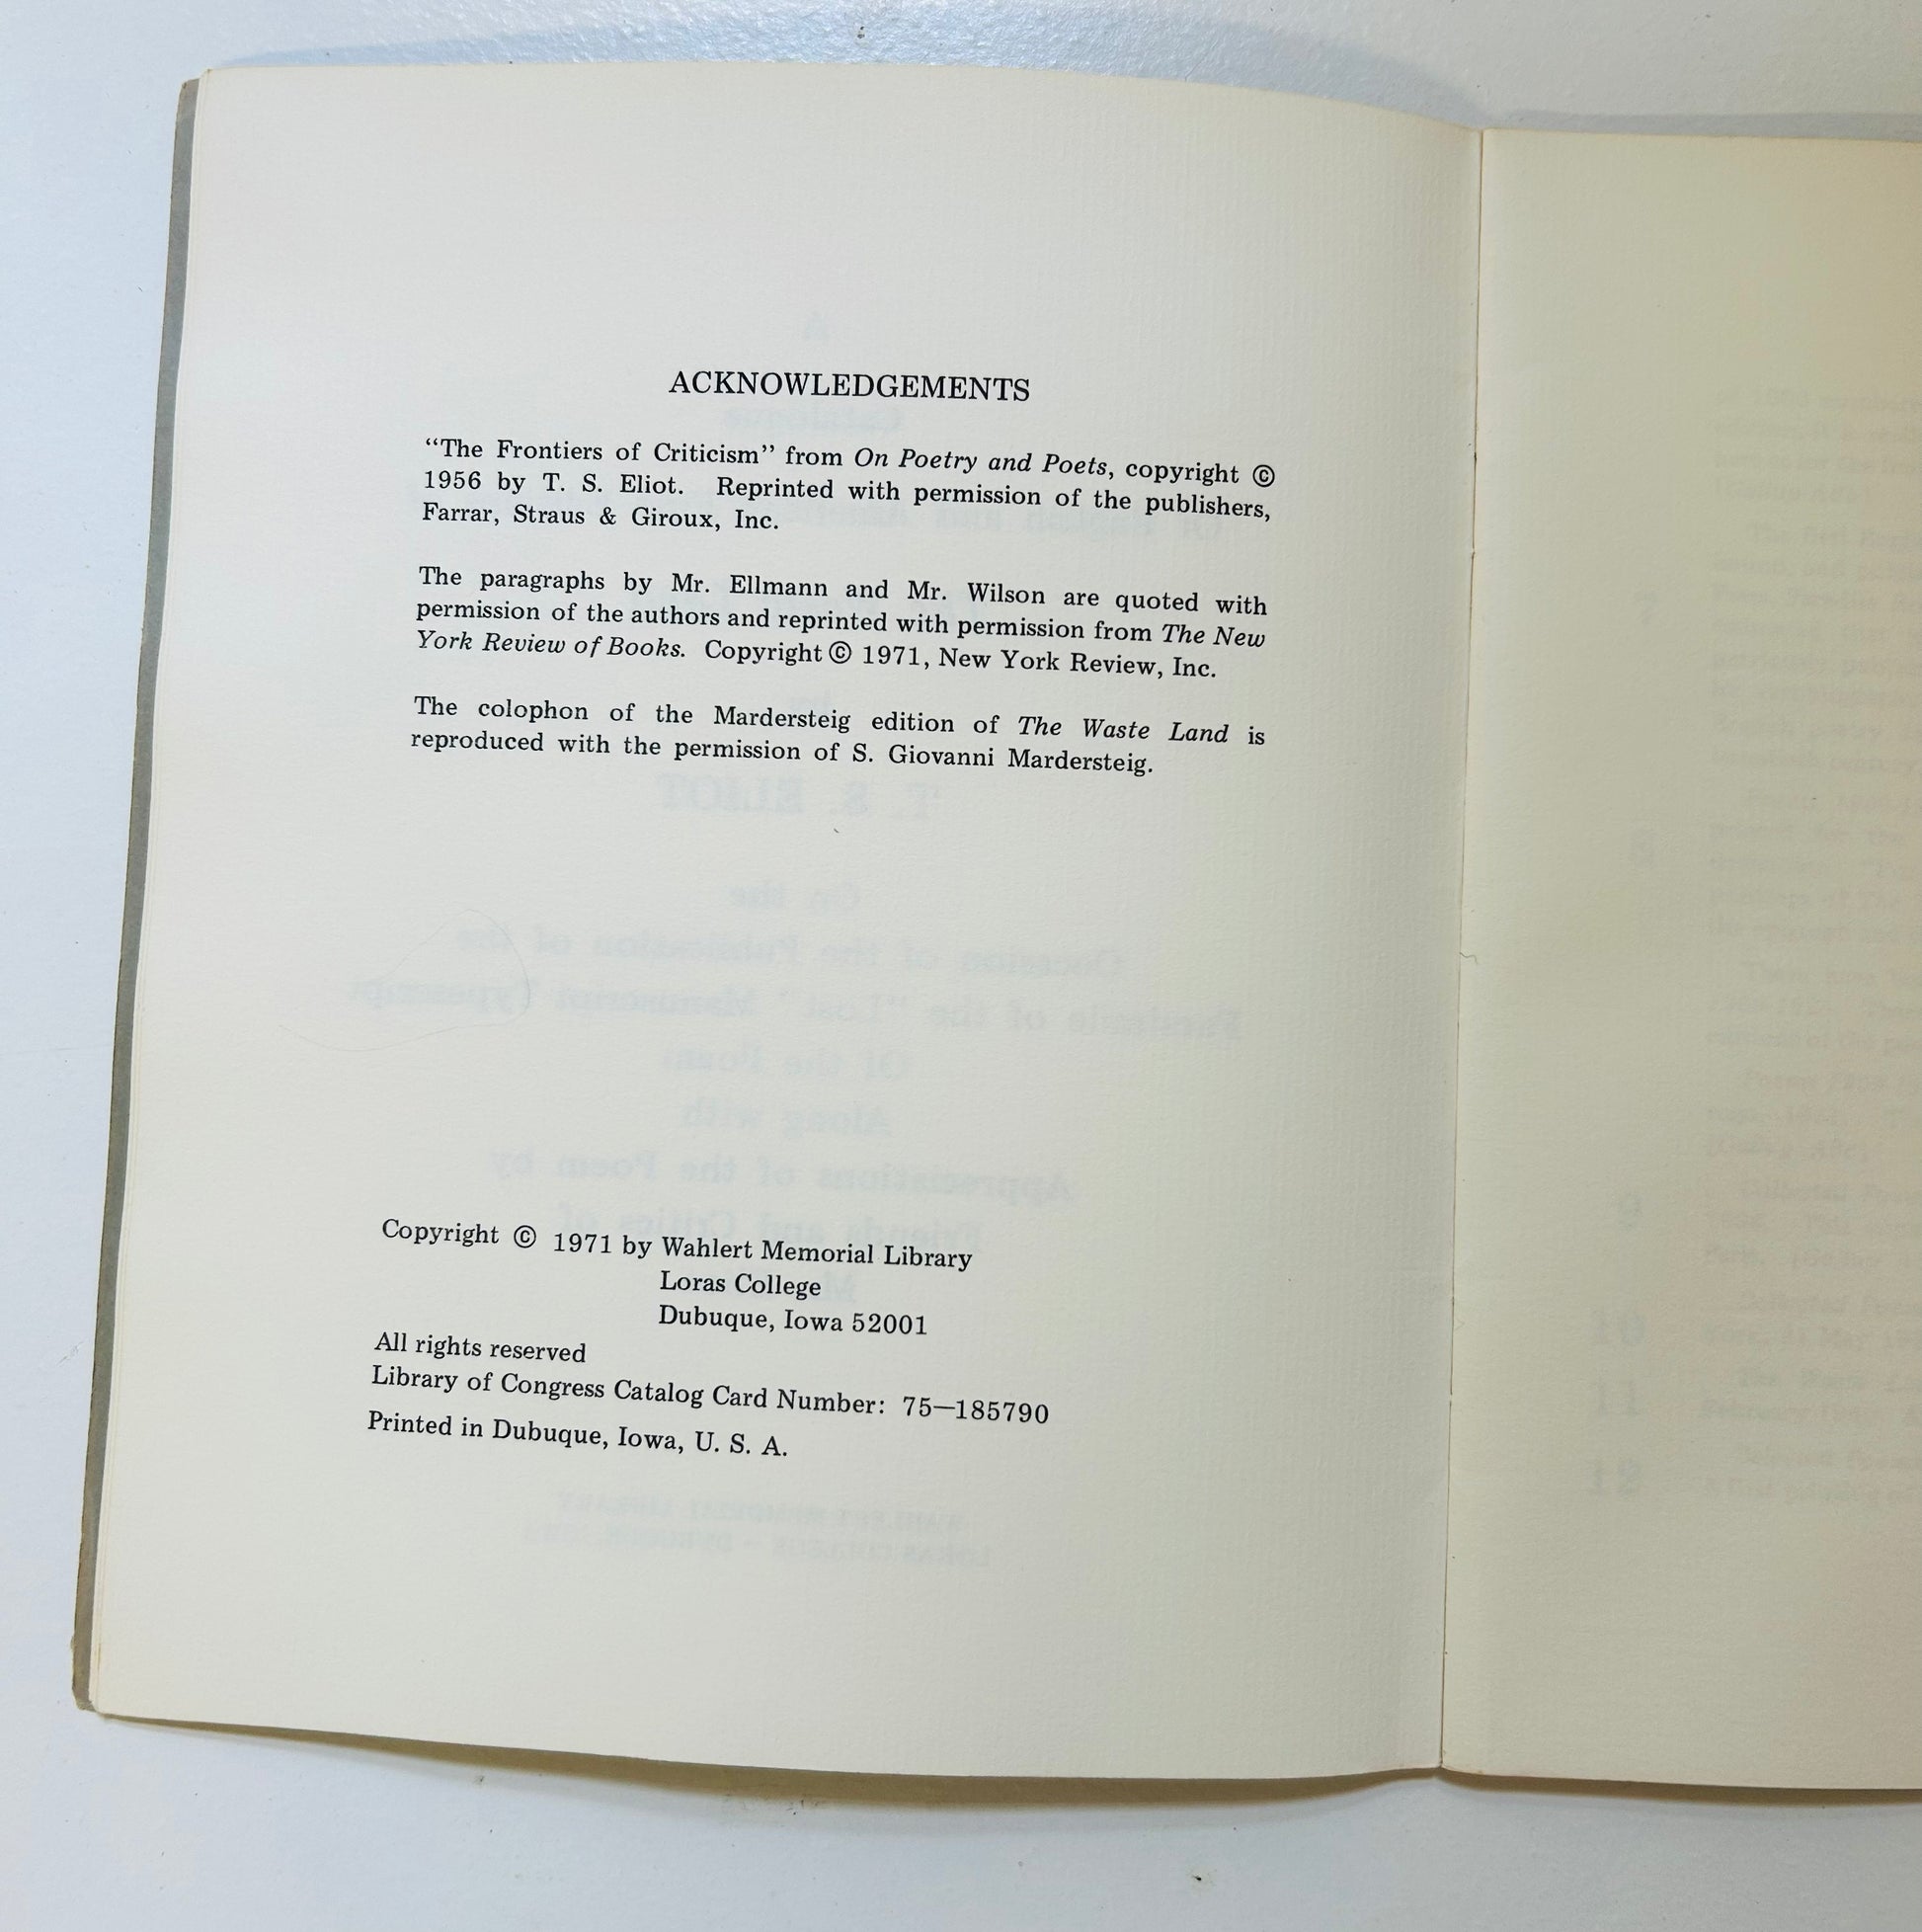 ACKNOWLEDGEMENTS
“The Frontiers of Criticism” from On Poetry and Poets, copyright ©
1956 by T. S. Eliot. Reprinted with permission of the publishers,
Farrar, Straus & Giroux, Inc.
The paragraphs by Mr. Ellmann and Mr. Wilson are quoted with
permission of the authors and reprinted with permission from The New
York Review of Books. Copyright © 1971, New York Review, Inc.
The colophon of the Mardersteig edition of The Waste Land is
reproduced with the permission of S. Giovanni Mardersteig.
Copyright © 1971 by Wahlert Memorial Library
Loras College
Dubuque, Iowa 52001
All rights reserved
Library of Congress Catalog Card Number: 75—185790
Printed in Dubuque, Iowa, U. S. A.